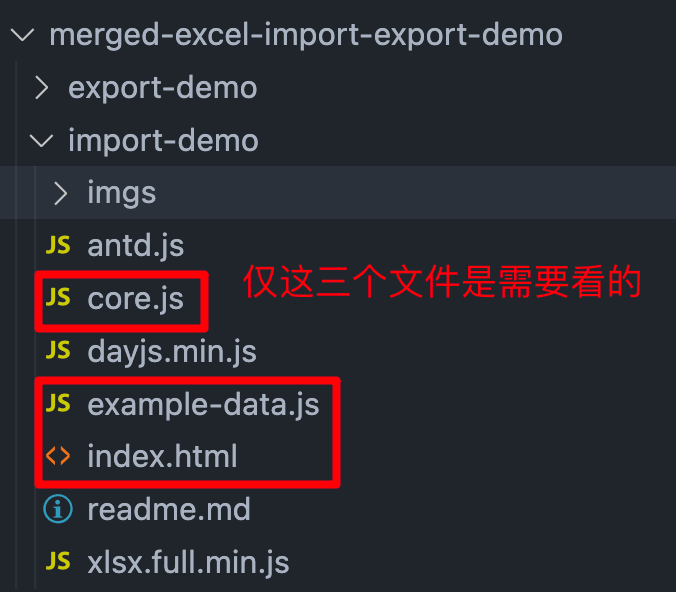 merged-excel-import-export-demo
export-demo
import-demo
imgs
JS antd.js
JS core.js
仅这三个文件是需要看的
JS dayjs.min.js
JS example-data.js
<> index.html
readme.md
JS xlsx.full.min.js